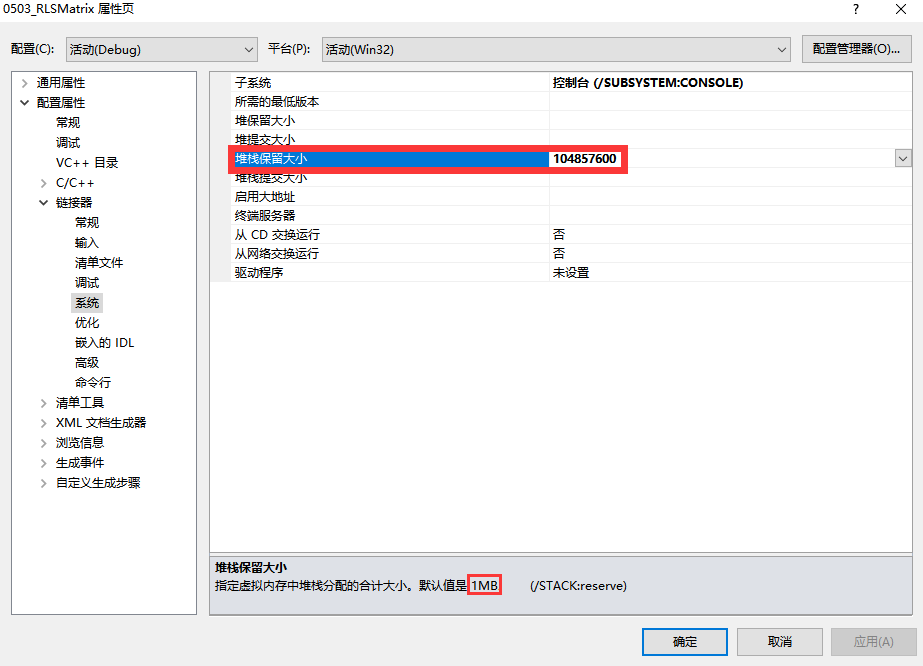 0503_RLSMatrix 属性页
?
配置(C): 活动(Debug) 平台(P): 活动(Win32) 配置管理器(O)...
通用属性
配置属性
常规
调试
VC++ 目录
C/C++
链接器
常规
输入
清单文件
调试
系统
优化
嵌入的 IDL
高级
命令行
清单工具
XML 文档生成器
浏览信息
生成事件
自定义生成步骤
子系统 控制台 (/SUBSYSTEM:CONSOLE)
所需的最低版本
堆保留大小
堆提交大小
堆栈保留大小 104857600
堆栈提交大小
启用大地址
终端服务器
从 CD 交换运行 否
从网络交换运行 否
驱动程序 未设置
堆栈保留大小
指定虚拟内存中堆栈分配的合计大小。默认值是 1MB (/STACK:reserve)
确定 取消 应用(A)